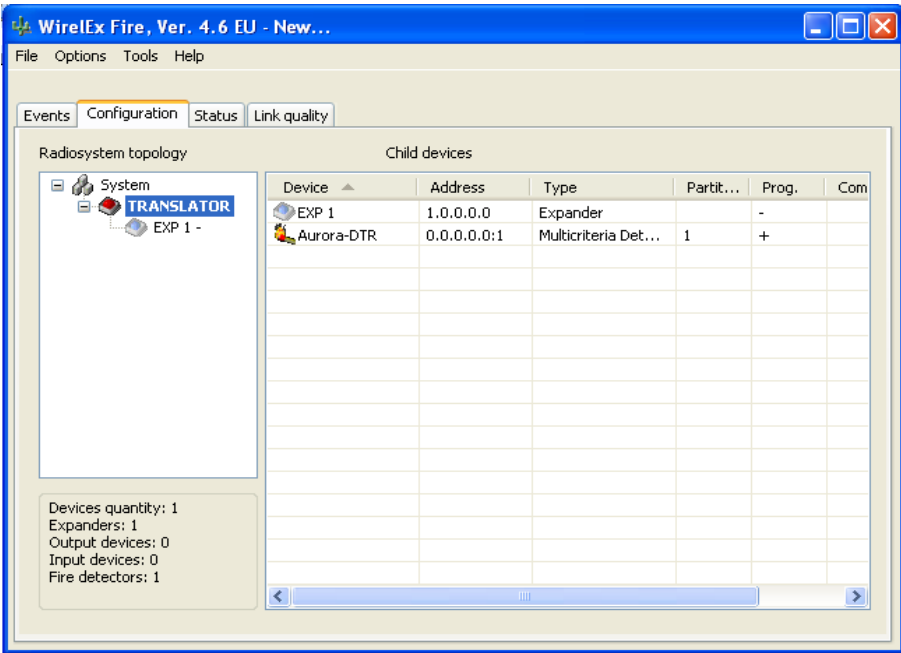 WirelEx Fire, Ver. 4.6 EU - New...
File Options Tools Help
Events Configuration Status Link quality
Radiosystem topology Child devices
System
TRANSLATOR
EXP 1 -
Device Address Type Partit... Prog. Com
EXP 1 1.0.0.0.0 Expander -
Aurora-DTR 0.0.0.0.0:1 Multicriteria Det... 1 +
Devices quantity: 1
Expanders: 1
Output devices: 0
Input devices: 0
Fire detectors: 1